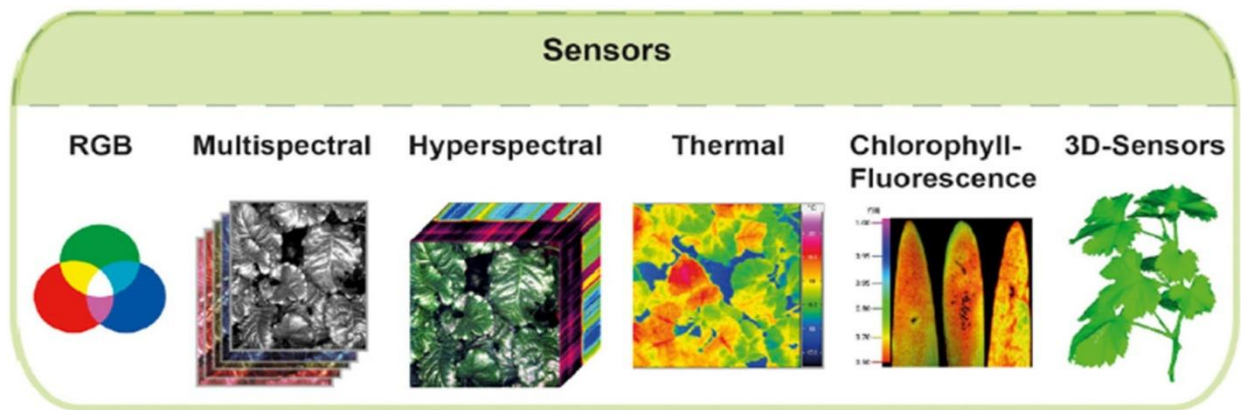 Sensors
RGB
Multispectral
Hyperspectral
Thermal
Chlorophyll-
Fluorescence
3D-Sensors
°C